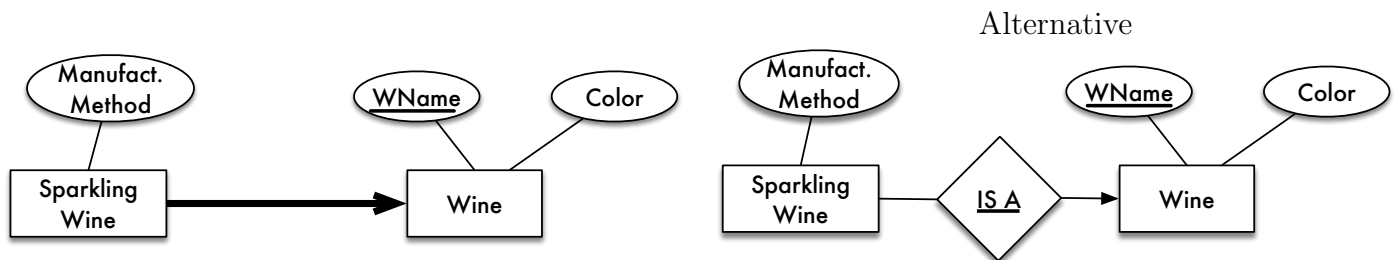 Alternative
Manufact.
Method
WName
Color
Sparkling
Wine
Wine
Manufact.
Method
WName
Color
Sparkling
Wine
IS A
Wine